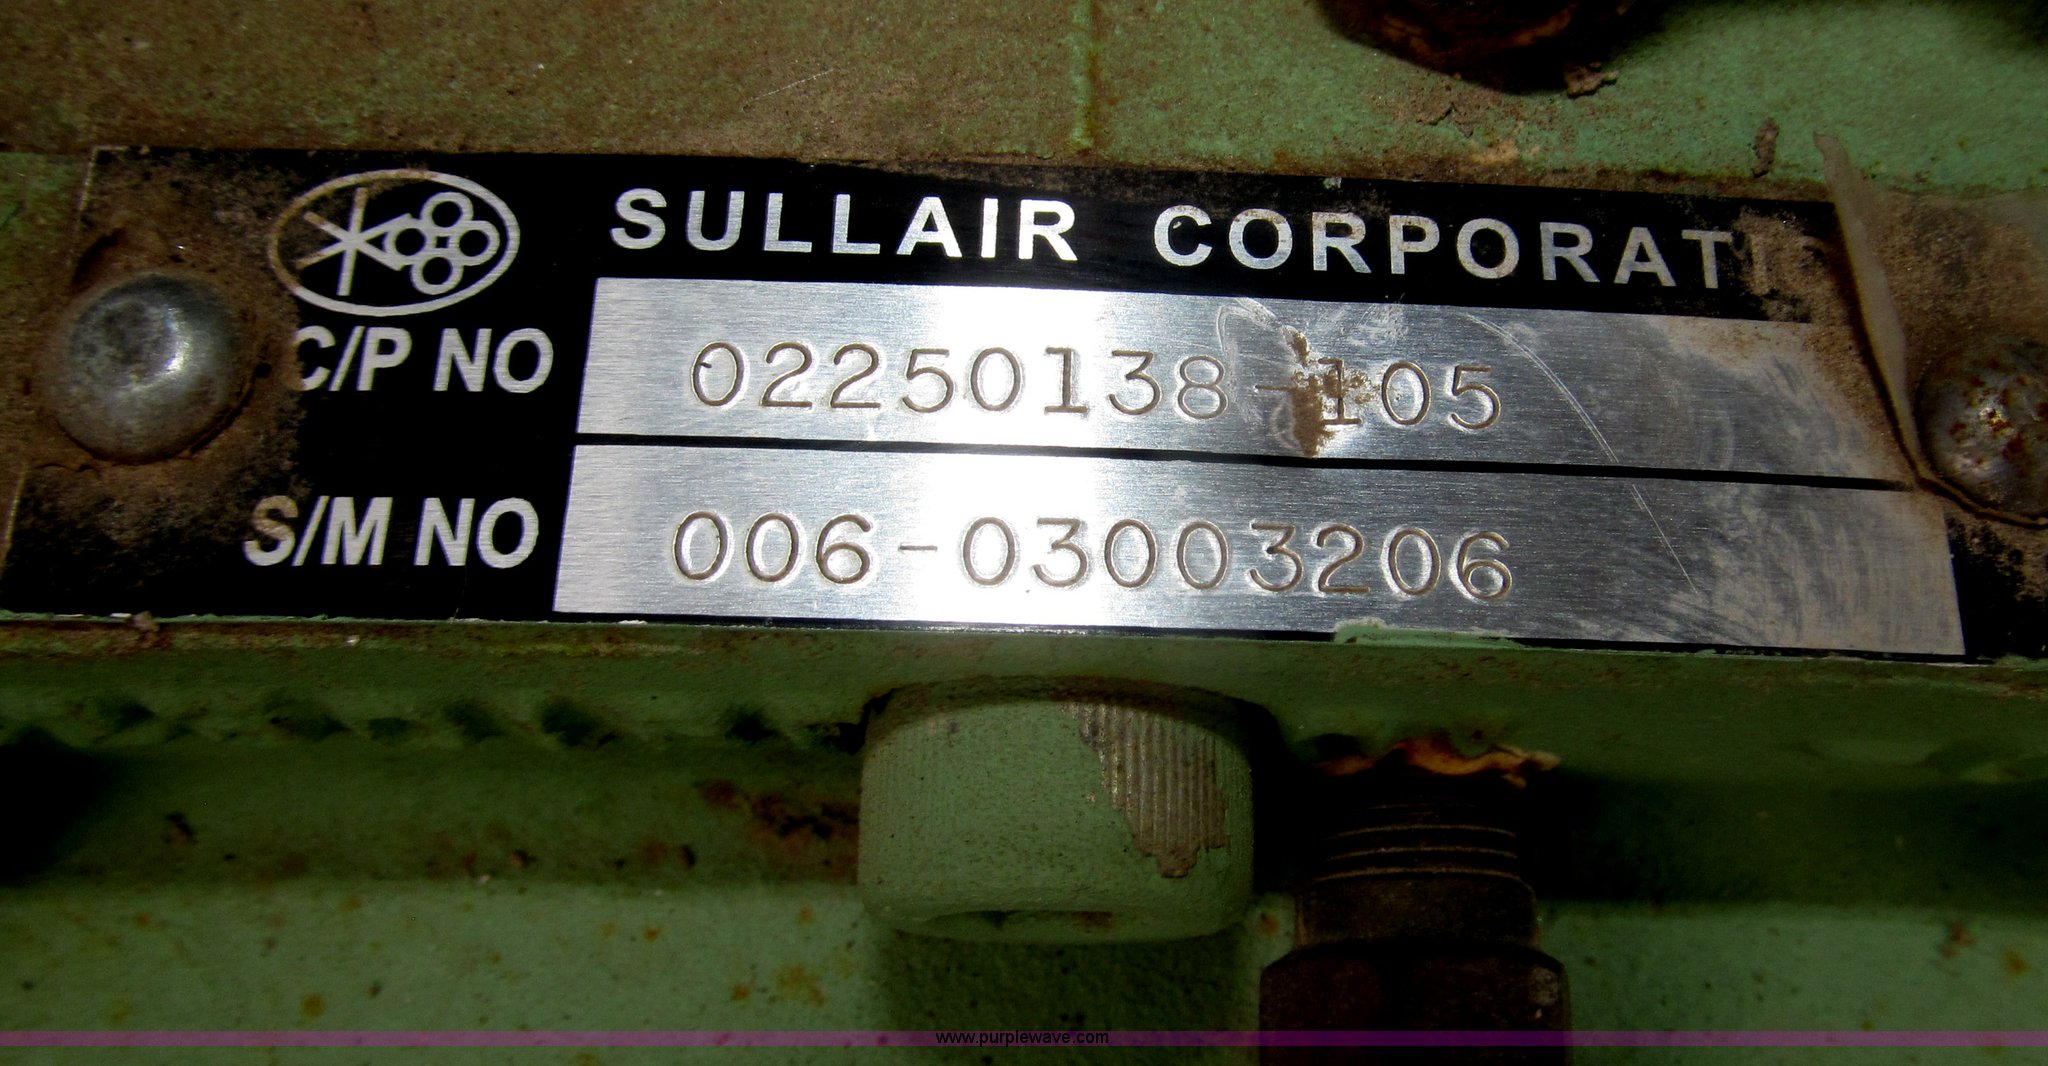 SULLAIR CORPORAT
C/P NO 02250138-105
S/M NO 006-03003206
www.purplewave.com